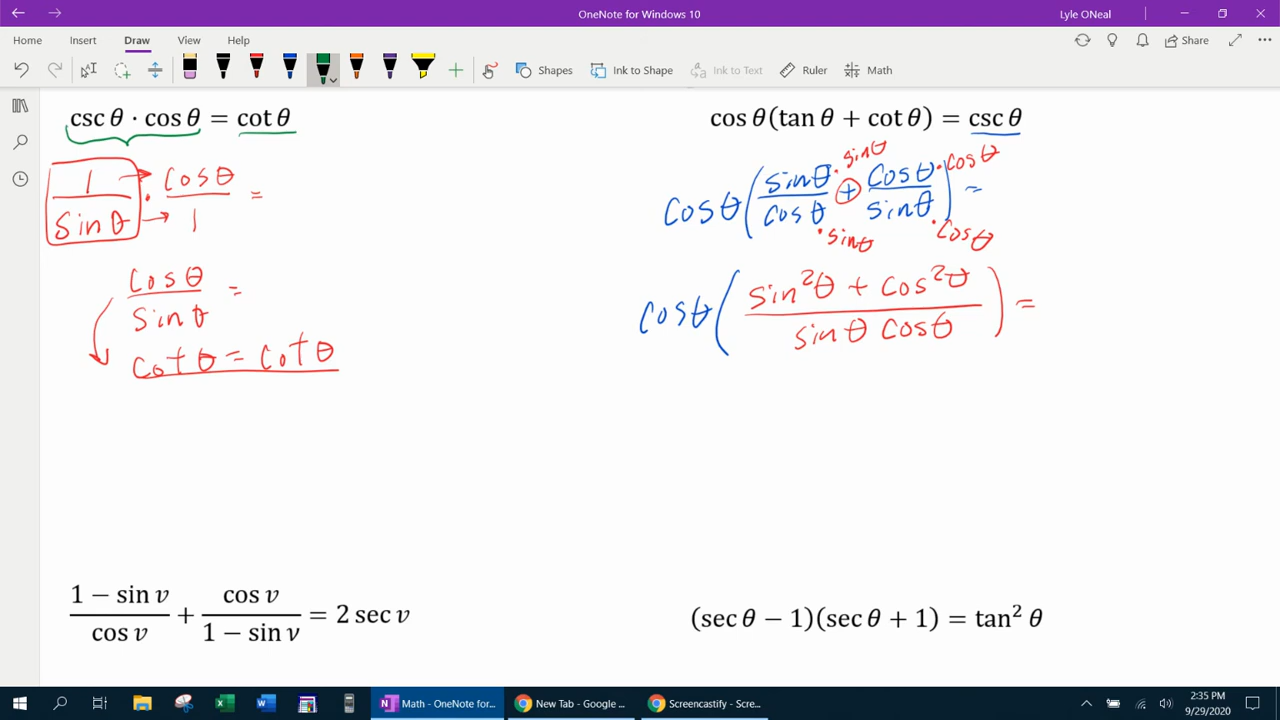 OneNote for Windows 10
Lyle ONeal
Home Insert Draw View Help
Shapes Ink to Shape Ink to Text Ruler Math Share
csc θ · cos θ = cot θ
1/sin θ · cos θ/1 =
cos θ/sin θ =
cot θ = cot θ
cos θ(tan θ + cot θ) = csc θ
cos θ (sin θ · sin θ/cos θ · sin θ + cos θ · cos θ/sin θ · cos θ) =
cos θ (sin²θ + cos²θ/sin θ cos θ) =
1 − sin v/cos v + cos v/1 − sin v = 2 sec v
(sec θ − 1)(sec θ + 1) = tan² θ
Math - OneNote for... New Tab - Google ... Screencastify - Scre...
2:35 PM
9/29/2020